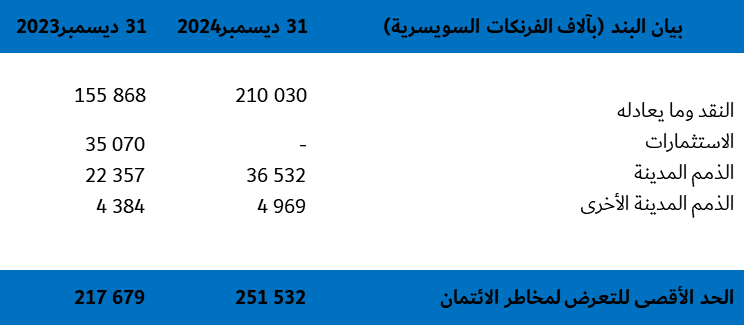 بيان البند (بآلاف الفرنكات السويسرية) 31 ديسمبر2024 31 ديسمبر2023
النقد وما يعادله 210 030 155 868
الاستثمارات - 35 070
الذمم المدينة 36 532 22 357
الذمم المدينة الأخرى 4 969 4 384
الحد الأقصى للتعرض لمخاطر الائتمان 251 532 217 679